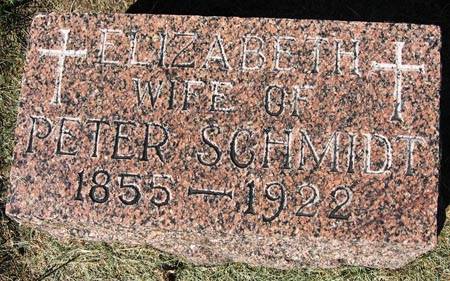 ELIZABETH
WIFE OF
PETER SCHMIDT
1855 — 1922